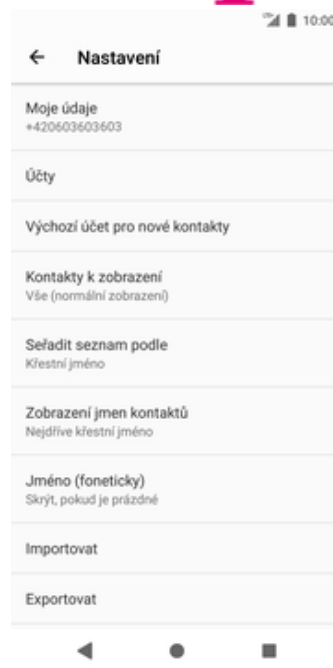 10:00
Nastavení
Moje údaje
+420603603603
Účty
Výchozí účet pro nové kontakty
Kontakty k zobrazení
Vše (normální zobrazení)
Seřadit seznam podle
Křestní jméno
Zobrazení jmen kontaktů
Nejdříve křestní jméno
Jméno (foneticky)
Skrýt, pokud je prázdné
Importovat
Exportovat